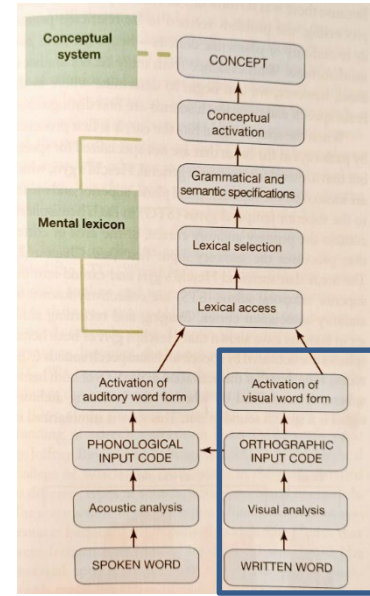 Conceptual
system
CONCEPT
Conceptual
activation
Grammatical and
semantic specifications
Mental lexicon
Lexical selection
Lexical access
Activation of
auditory word form
Activation of
visual word form
PHONOLOGICAL
INPUT CODE
ORTHOGRAPHIC
INPUT CODE
Acoustic analysis
Visual analysis
SPOKEN WORD
WRITTEN WORD